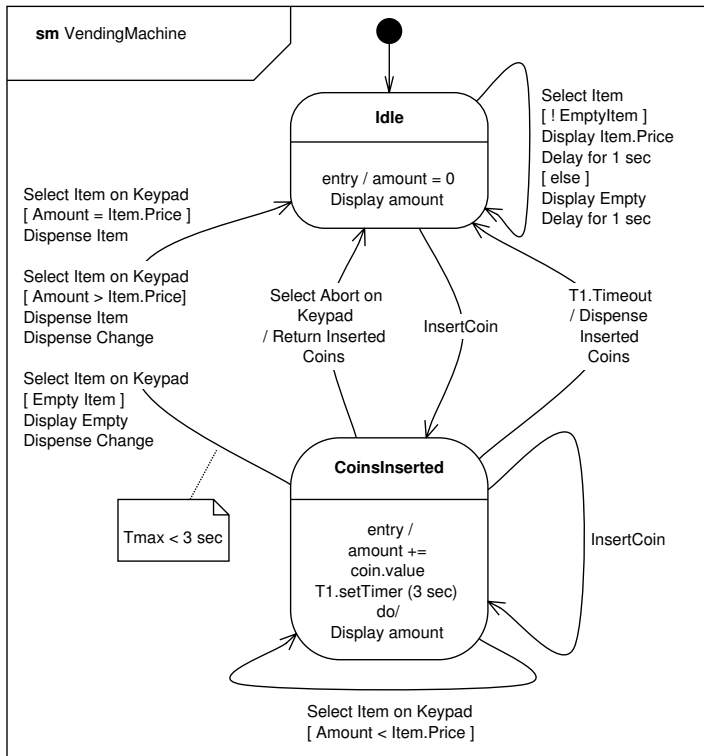 sm VendingMachine
Idle
entry / amount = 0
Display amount
Select Item
[ ! EmptyItem ]
Display Item.Price
Delay for 1 sec
[ else ]
Display Empty
Delay for 1 sec
Select Item on Keypad
[ Amount = Item.Price ]
Dispense Item
Select Item on Keypad
[ Amount > Item.Price]
Dispense Item
Dispense Change
Select Item on Keypad
[ Empty Item ]
Display Empty
Dispense Change
Select Abort on
Keypad
/ Return Inserted
Coins
InsertCoin
T1.Timeout
/ Dispense
Inserted
Coins
Tmax < 3 sec
CoinsInserted
entry /
amount +=
coin.value
T1.setTimer (3 sec)
do/
Display amount
InsertCoin
Select Item on Keypad
[ Amount < Item.Price ]